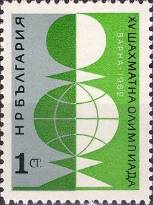 НР БЪЛГАРИЯ
XV ШАХМАТНА ОЛИМПИАДА
ВАРНА - 1962
1 СТ.